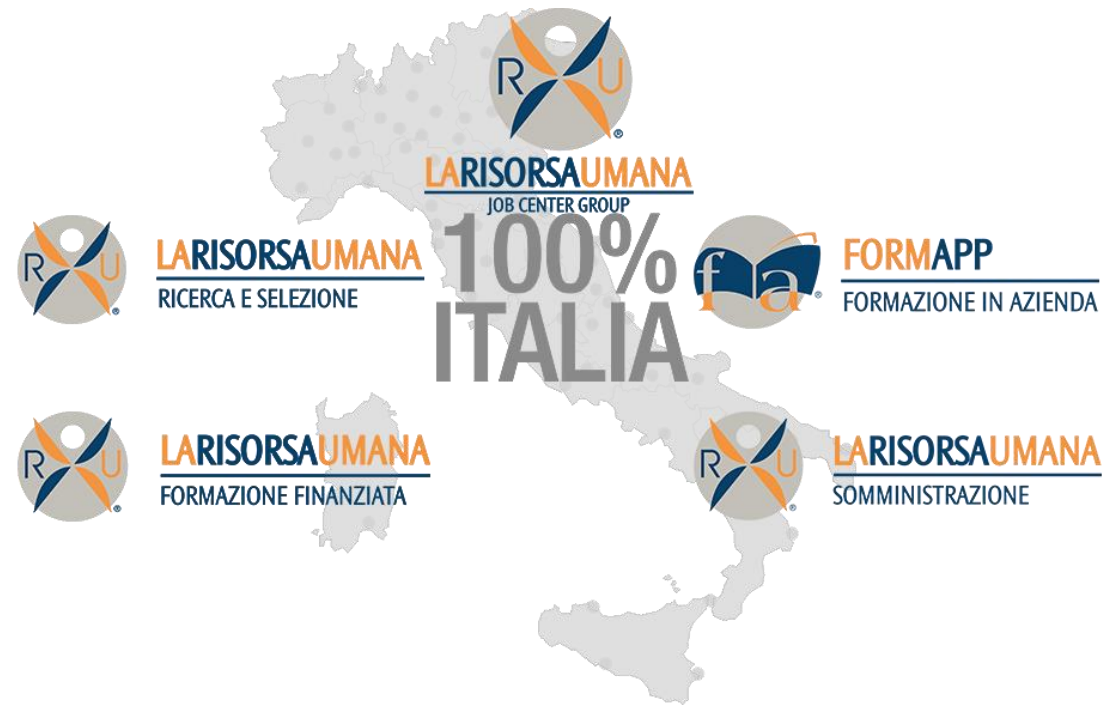 R U
LARISORSAUMANA
JOB CENTER GROUP
100%
ITALIA
R U
LARISORSAUMANA
RICERCA E SELEZIONE
fa
FORMAPP
FORMAZIONE IN AZIENDA
R U
LARISORSAUMANA
FORMAZIONE FINANZIATA
R U
LARISORSAUMANA
SOMMINISTRAZIONE